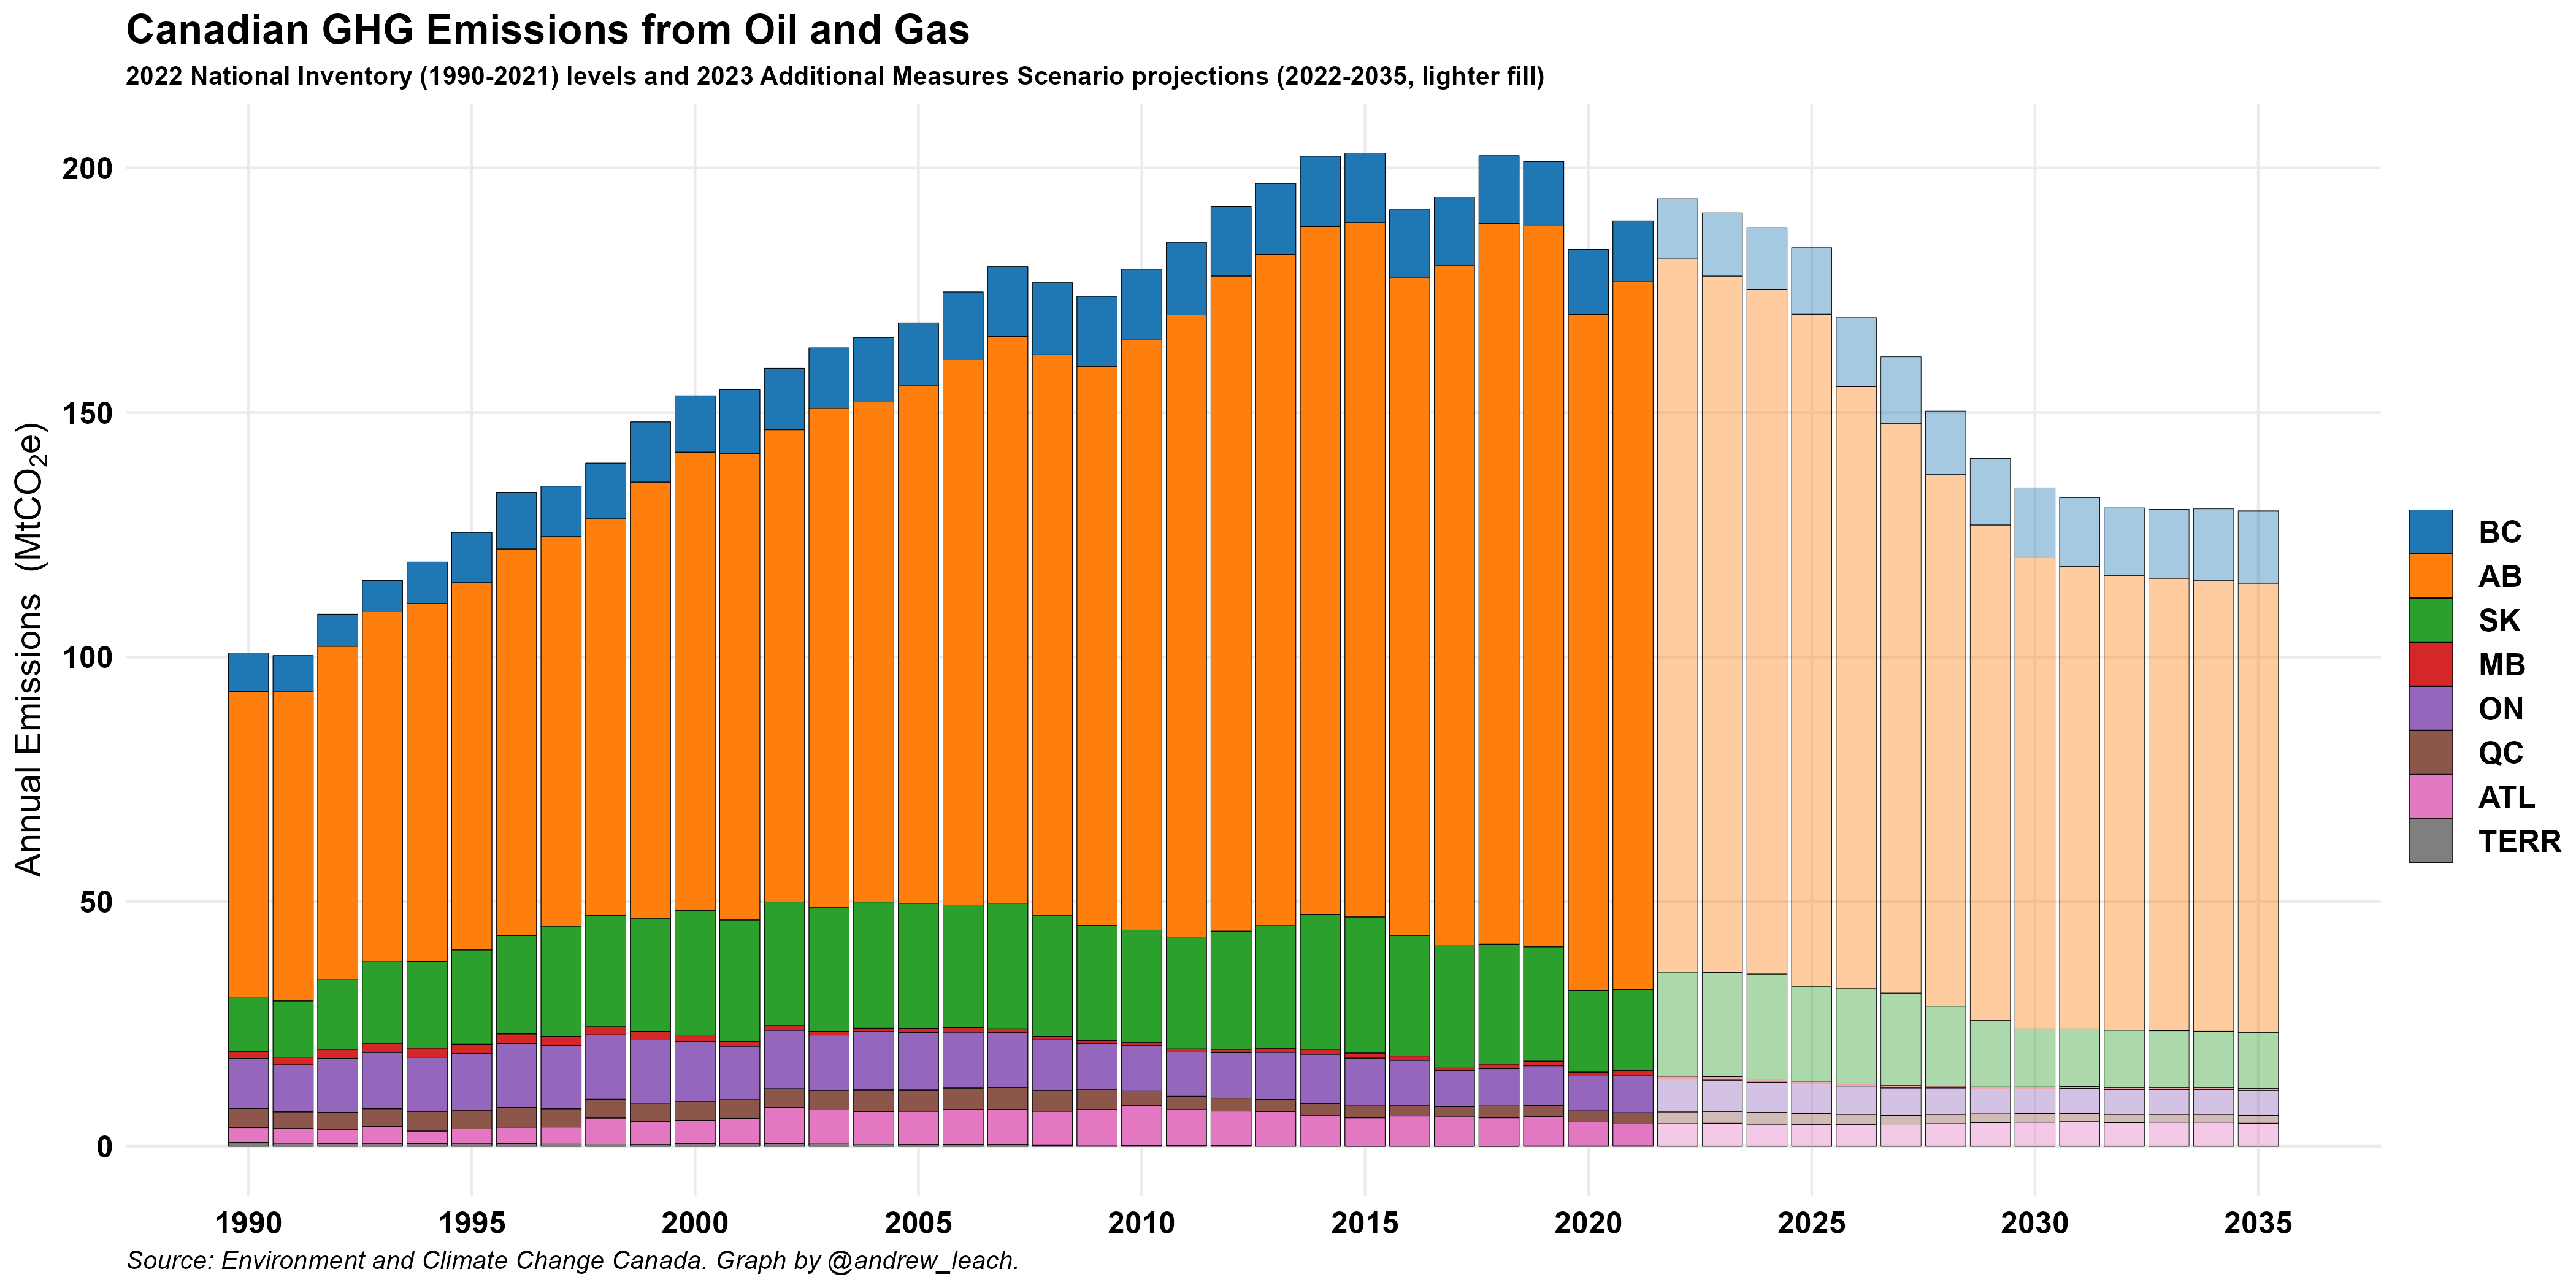 Canadian GHG Emissions from Oil and Gas
2022 National Inventory (1990-2021) levels and 2023 Additional Measures Scenario projections (2022-2035, lighter fill)
Annual Emissions (MtCO₂e)
200
150
100
50
0
1990 1995 2000 2005 2010 2015 2020 2025 2030 2035
BC
AB
SK
MB
ON
QC
ATL
TERR
Source: Environment and Climate Change Canada. Graph by @andrew_leach.